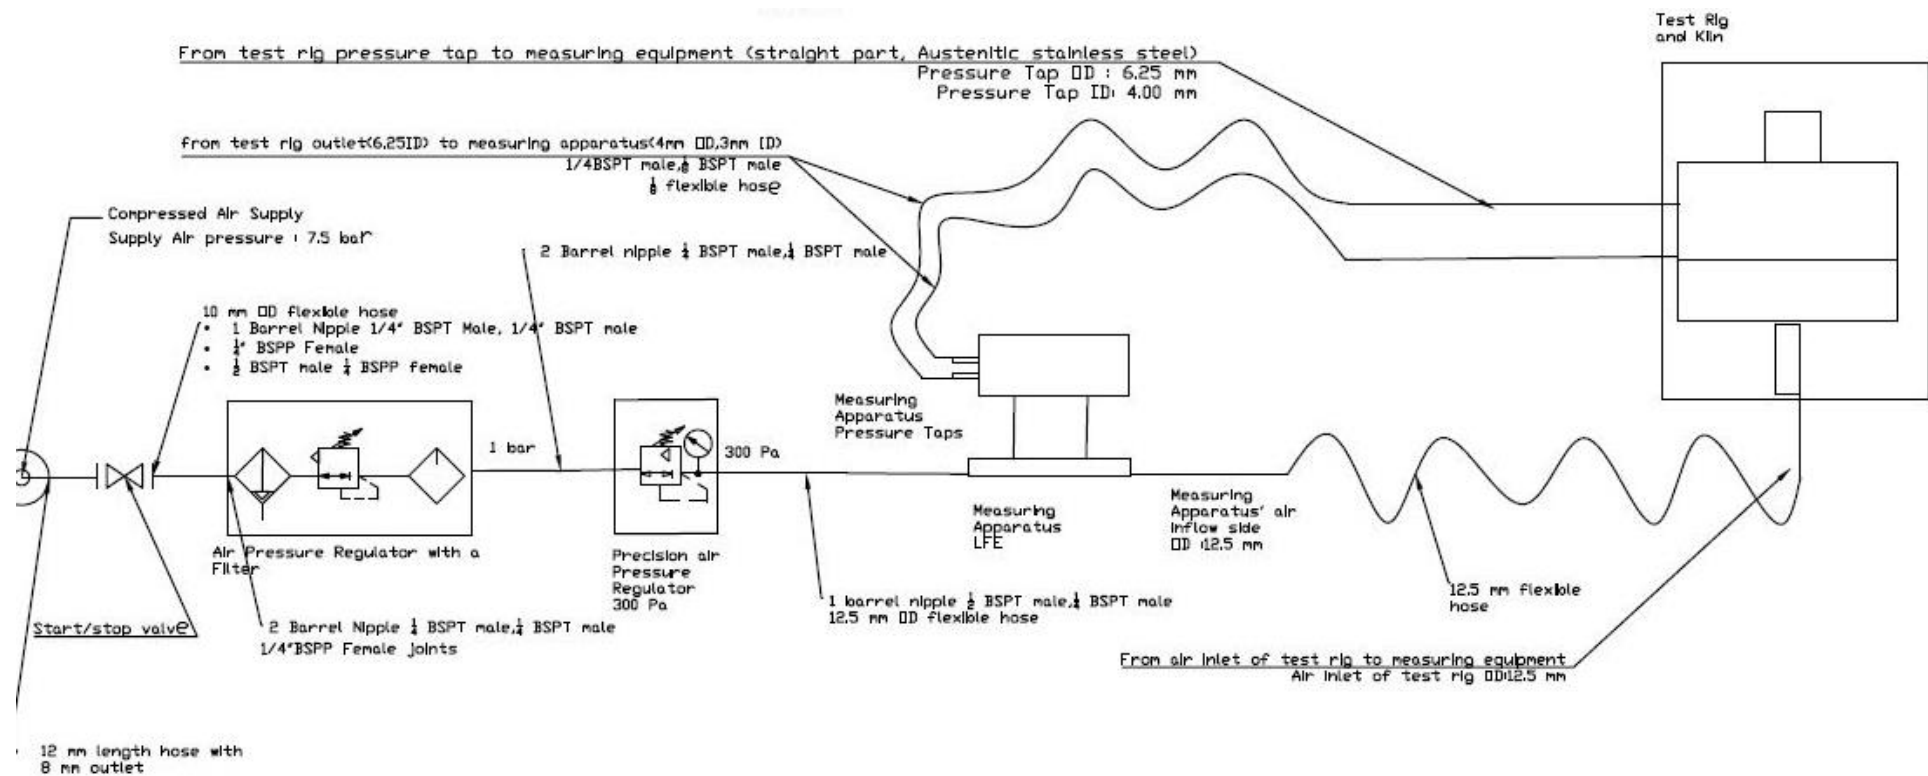 Test Rig
and Kiln
From test rig pressure tap to measuring equipment (straight part, Austenitic stainless steel)
Pressure Tap OD : 6.25 mm
Pressure Tap ID: 4.00 mm
from test rig outlet(6.25ID) to measuring apparatus(4mm OD,3mm ID)
1/4BSPT male,⅛ BSPT male
⅛ flexible hose
Compressed Air Supply
Supply Air pressure : 7.5 bar
2 Barrel nipple ¼ BSPT male,¼ BSPT male
10 mm OD flexible hose
• 1 Barrel Nipple 1/4" BSPT Male, 1/4" BSPT male
• ¼" BSPP Female
• ½ BSPT male ¼ BSPP female
Measuring
Apparatus
Pressure Taps
1 bar
300 Pa
Measuring
Apparatus
LFE
Measuring
Apparatus' air
inflow side
OD :12.5 mm
Air Pressure Regulator with a
Filter
Precision air
Pressure
Regulator
300 Pa
12.5 mm flexible
hose
1 barrel nipple ½ BSPT male,¼ BSPT male
12.5 mm OD flexible hose
Start/stop valve
2 Barrel Nipple ¼ BSPT male,¼ BSPT male
1/4"BSPP Female joints
From air inlet of test rig to measuring equipment
Air inlet of test rig OD:12.5 mm
12 mm length hose with
8 mm outlet